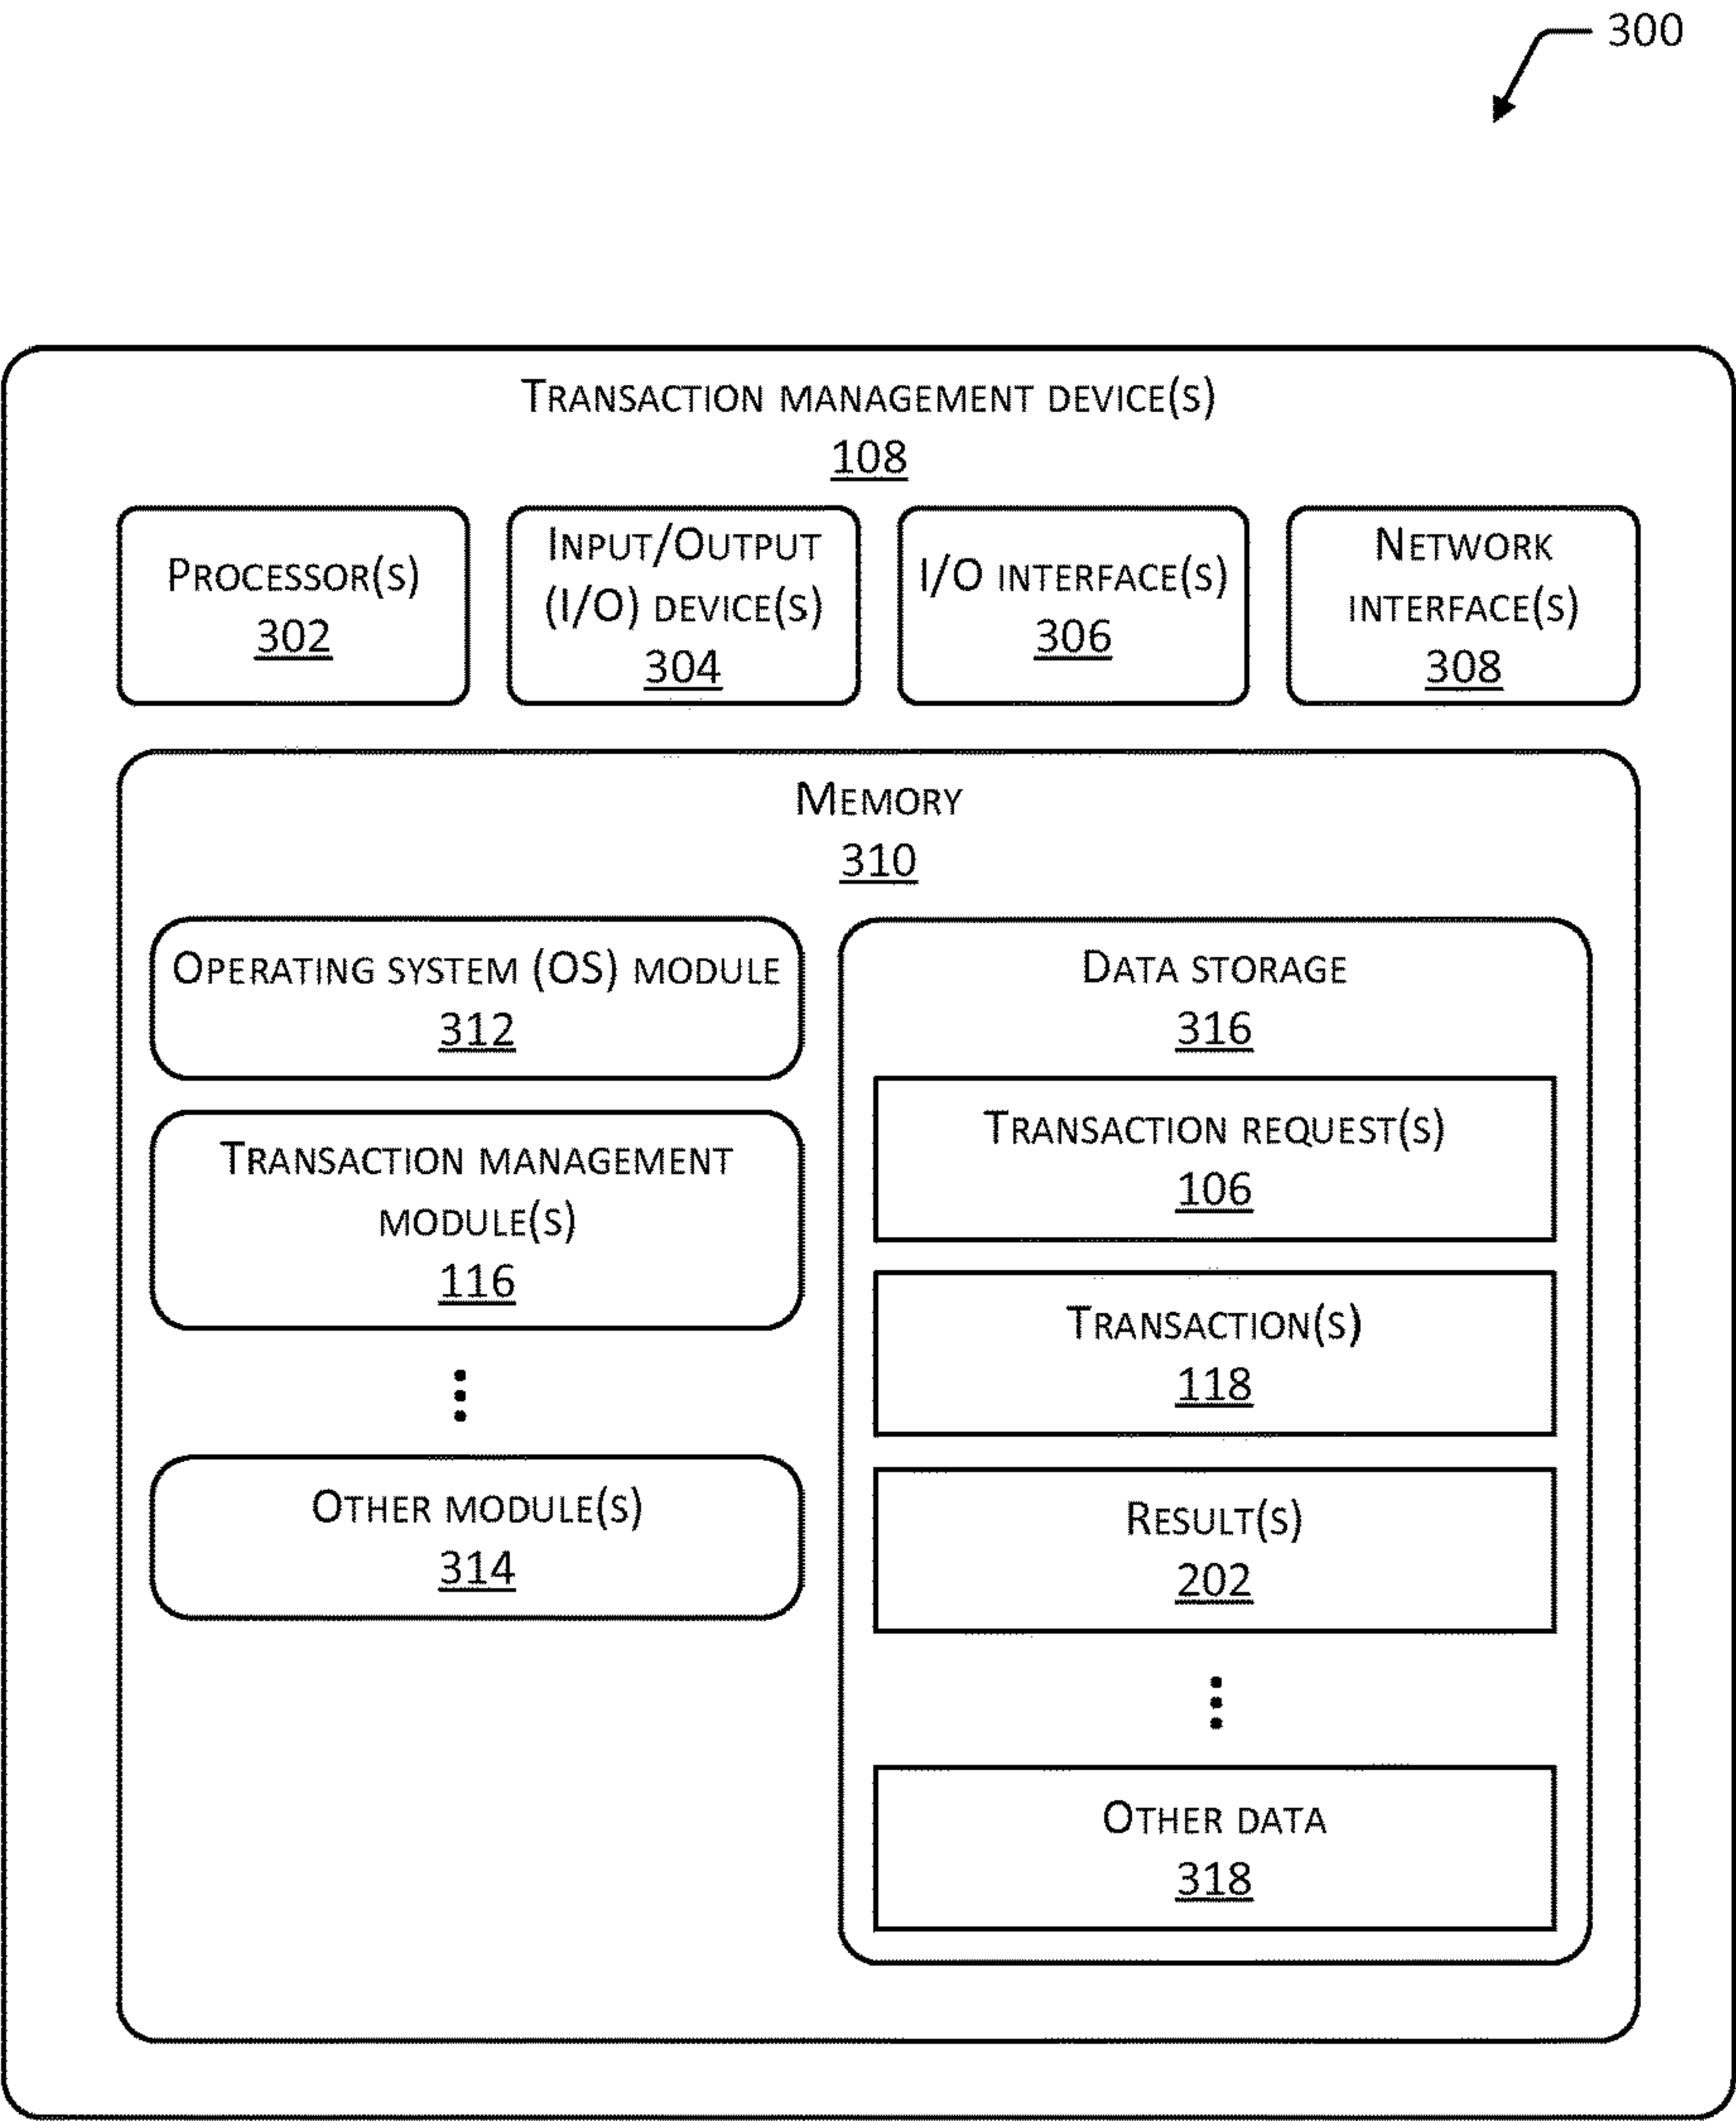 300
TRANSACTION MANAGEMENT DEVICE(S)
108
PROCESSOR(S)
302
INPUT/OUTPUT
(I/O) DEVICE(S)
304
I/O INTERFACE(S)
306
NETWORK
INTERFACE(S)
308
MEMORY
310
OPERATING SYSTEM (OS) MODULE
312
TRANSACTION MANAGEMENT
MODULE(S)
116
OTHER MODULE(S)
314
DATA STORAGE
316
TRANSACTION REQUEST(S)
106
TRANSACTION(S)
118
RESULT(S)
202
OTHER DATA
318